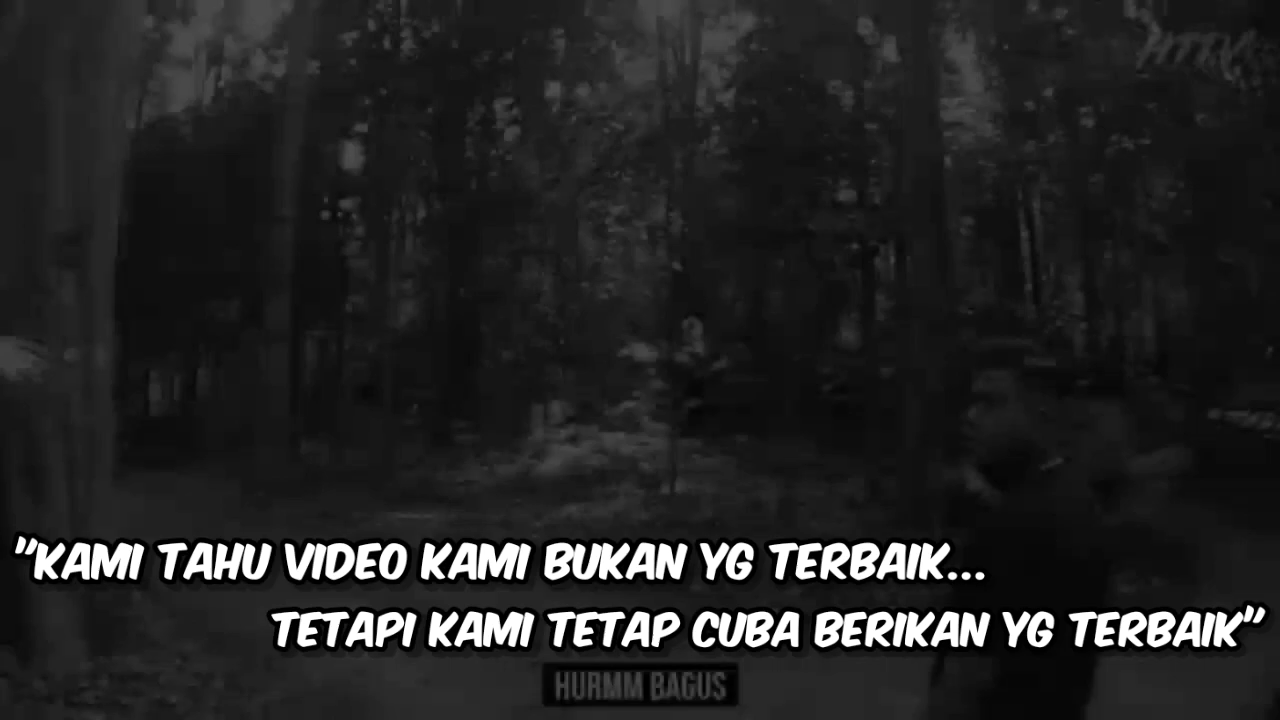 "KAMI TAHU VIDEO KAMI BUKAN YG TERBAIK...
TETAPI KAMI TETAP CUBA BERIKAN YG TERBAIK"
HURMM BAGUS